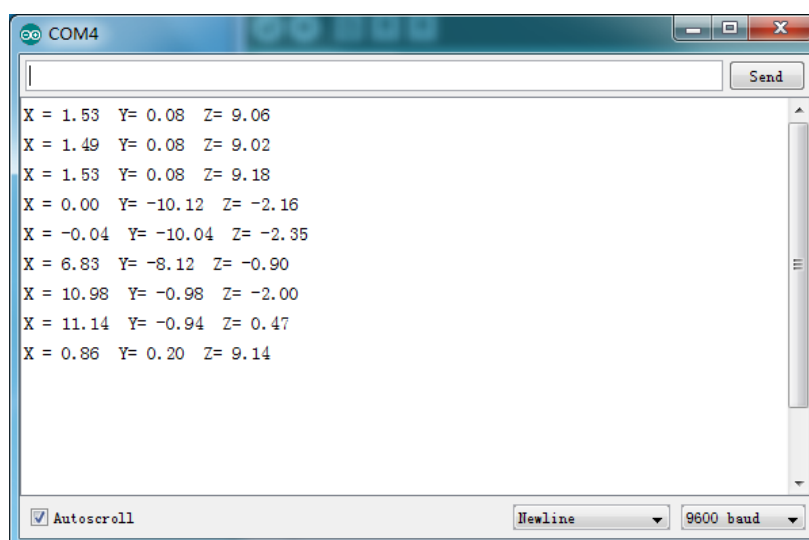 COM4
Send
X = 1.53 Y= 0.08 Z= 9.06
X = 1.49 Y= 0.08 Z= 9.02
X = 1.53 Y= 0.08 Z= 9.18
X = 0.00 Y= -10.12 Z= -2.16
X = -0.04 Y= -10.04 Z= -2.35
X = 6.83 Y= -8.12 Z= -0.90
X = 10.98 Y= -0.98 Z= -2.00
X = 11.14 Y= -0.94 Z= 0.47
X = 0.86 Y= 0.20 Z= 9.14
Autoscroll Newline 9600 baud